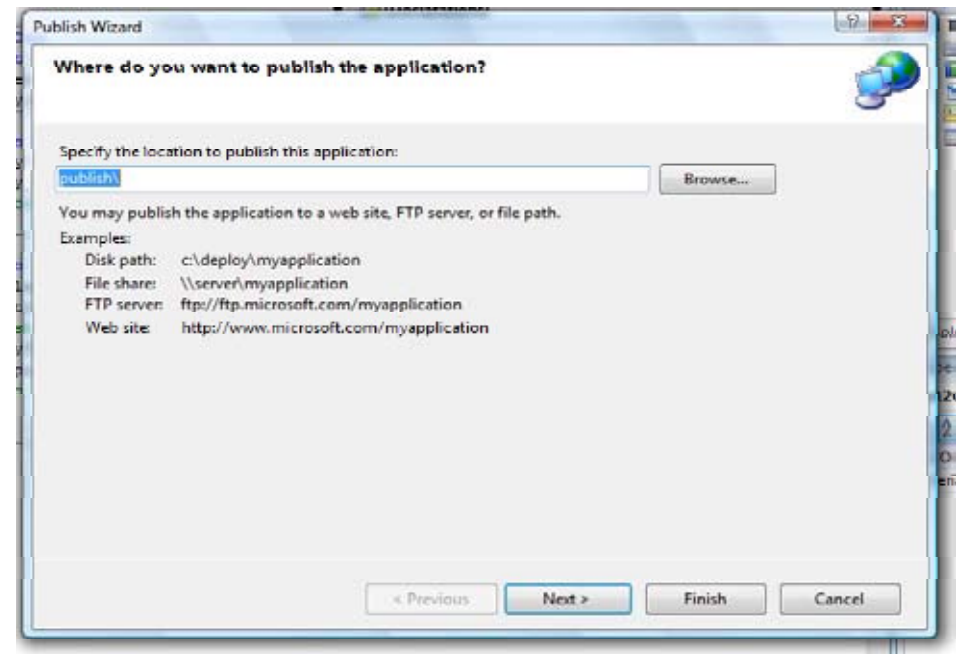 Publish Wizard
Where do you want to publish the application?
Specify the location to publish this application:
publish\
Browse...
You may publish the application to a web site, FTP server, or file path.
Examples:
Disk path: c:\deploy\myapplication
File share: \\server\myapplication
FTP server: ftp://ftp.microsoft.com/myapplication
Web site: http://www.microsoft.com/myapplication
< Previous
Next >
Finish
Cancel